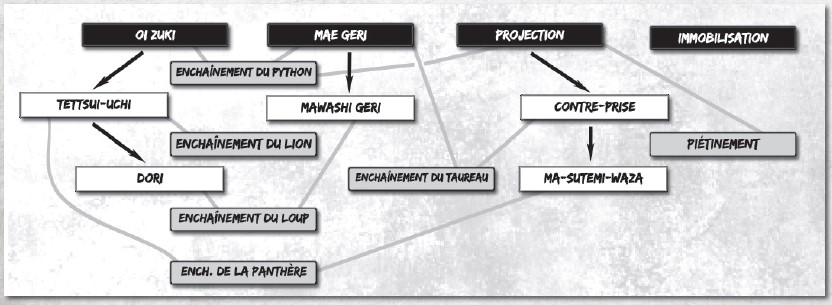 OI ZUKI
MAE GERI
PROJECTION
IMMOBILISATION
ENCHAÎNEMENT DU PYTHON
TETTSUI-UCHI
MAWASHI GERI
CONTRE-PRISE
ENCHAÎNEMENT DU LION
PIÉTINEMENT
DORI
ENCHAÎNEMENT DU TAUREAU
MA-SUTEMI-WAZA
ENCHAÎNEMENT DU LOUP
ENCH. DE LA PANTHÈRE